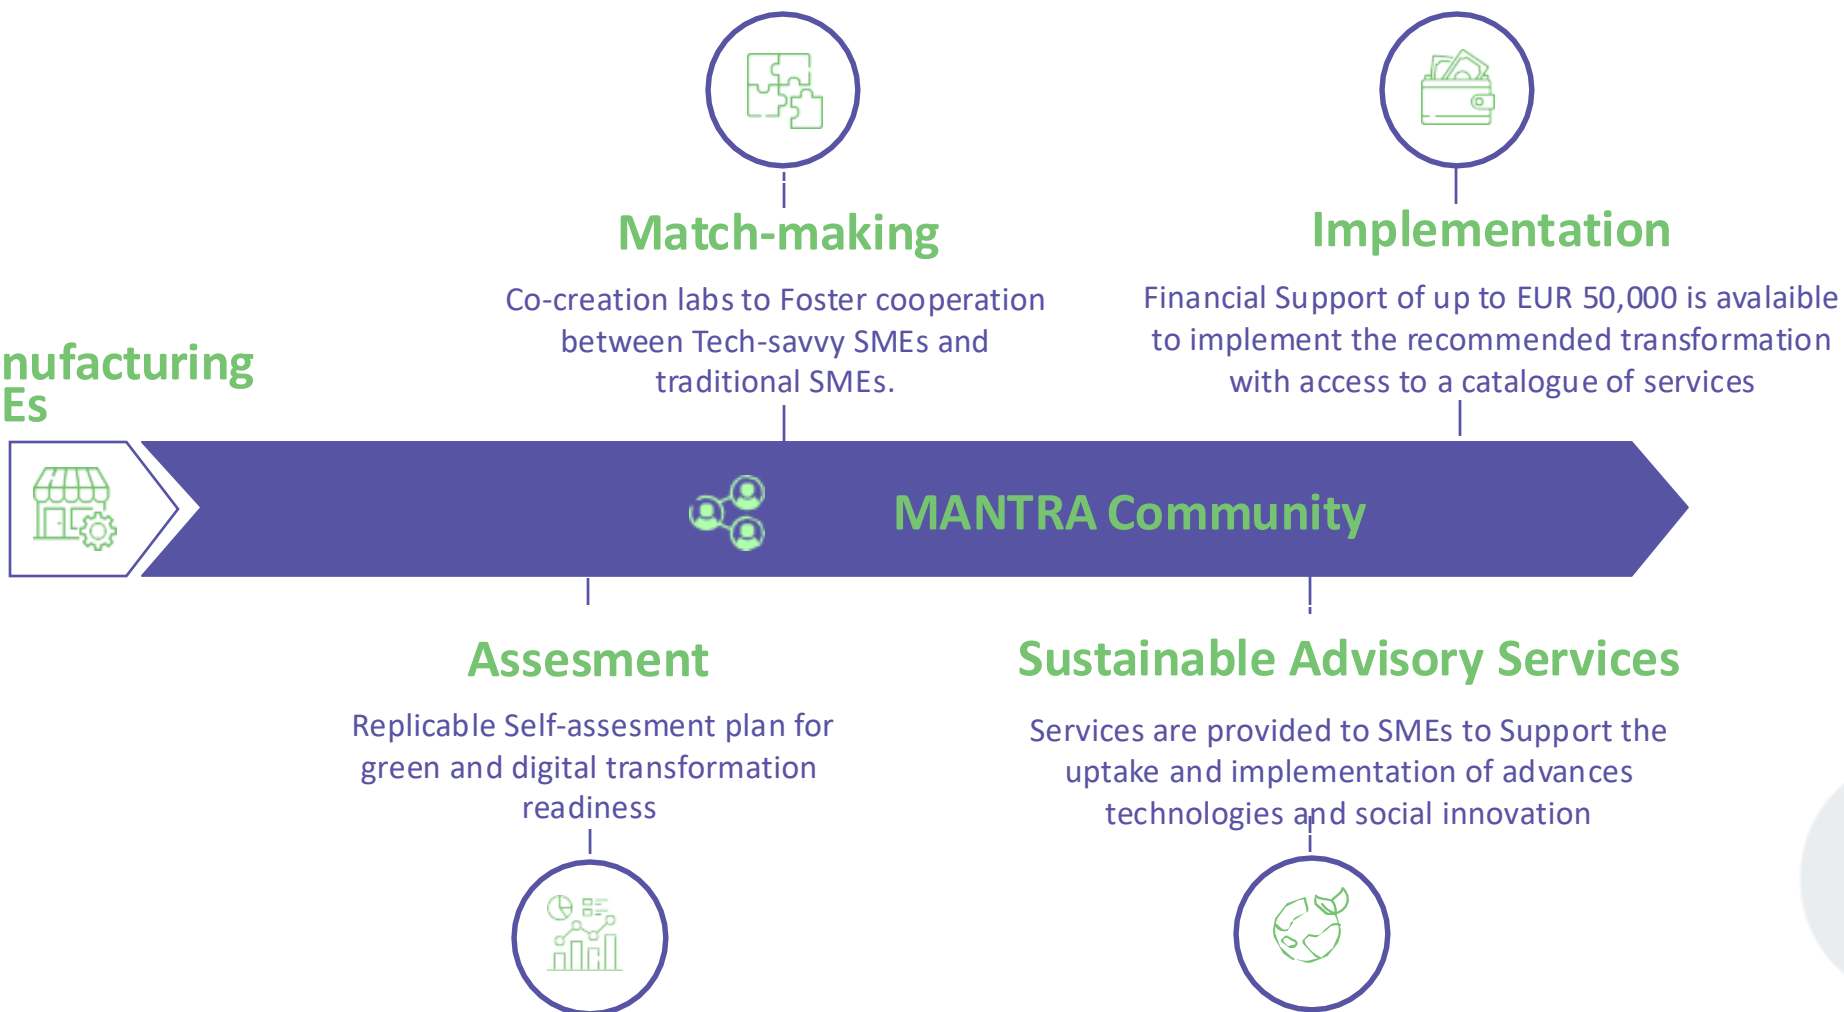 Match-making
Co-creation labs to Foster cooperation
between Tech-savvy SMEs and
traditional SMEs.
Implementation
Financial Support of up to EUR 50,000 is avalaible
to implement the recommended transformation
with access to a catalogue of services
nufacturing
Es
MANTRA Community
Assesment
Replicable Self-assesment plan for
green and digital transformation
readiness
Sustainable Advisory Services
Services are provided to SMEs to Support the
uptake and implementation of advances
technologies and social innovation